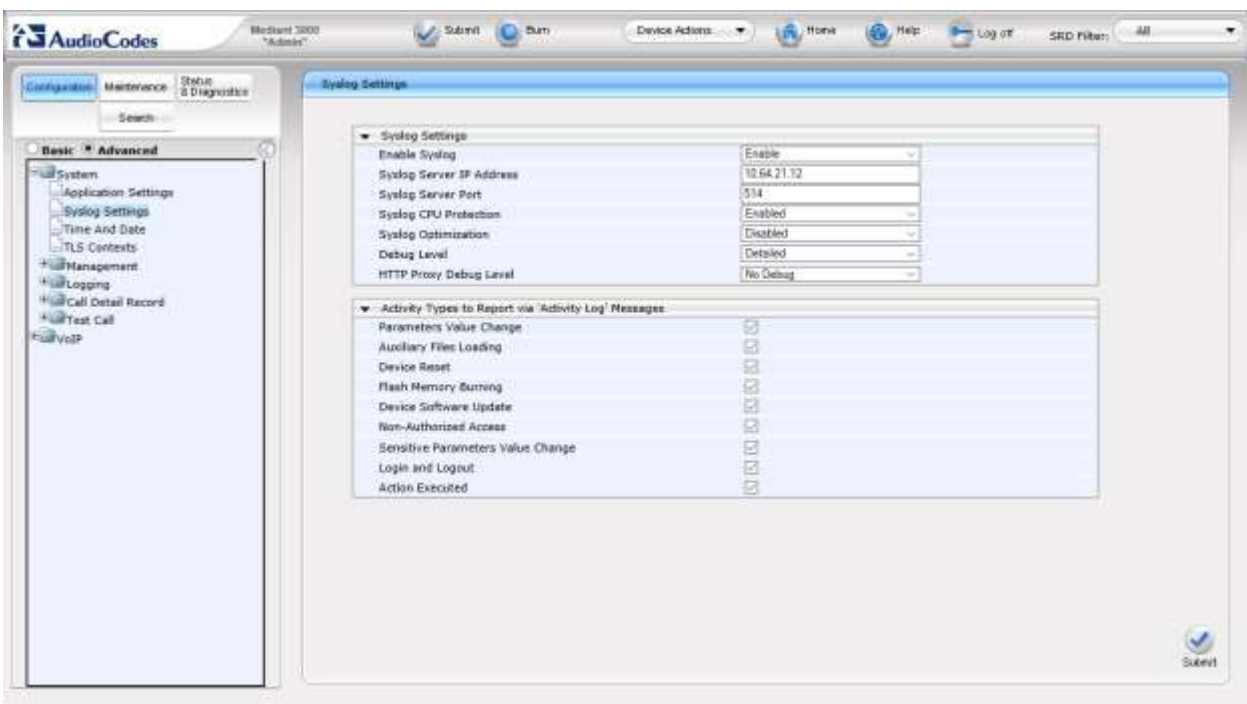 AudioCodes
Mediant 3000
"Admin"
Submit
Burn
Device Actions
Home
Help
Log off
SRD Filter:
All
Configuration
Maintenance
Status
& Diagnostics
Search
Basic
Advanced
System
Application Settings
Syslog Settings
Time And Date
TLS Contexts
Management
Logging
Call Detail Record
Test Call
VoIP
Syslog Settings
Syslog Settings
Enable Syslog Enable
Syslog Server IP Address 10.64.21.12
Syslog Server Port 514
Syslog CPU Protection Enabled
Syslog Optimization Disabled
Debug Level Detailed
HTTP Proxy Debug Level No Debug
Activity Types to Report via 'Activity Log' Messages
Parameters Value Change
Auxiliary Files Loading
Device Reset
Flash Memory Burning
Device Software Update
Non-Authorized Access
Sensitive Parameters Value Change
Login and Logout
Action Executed
Submit